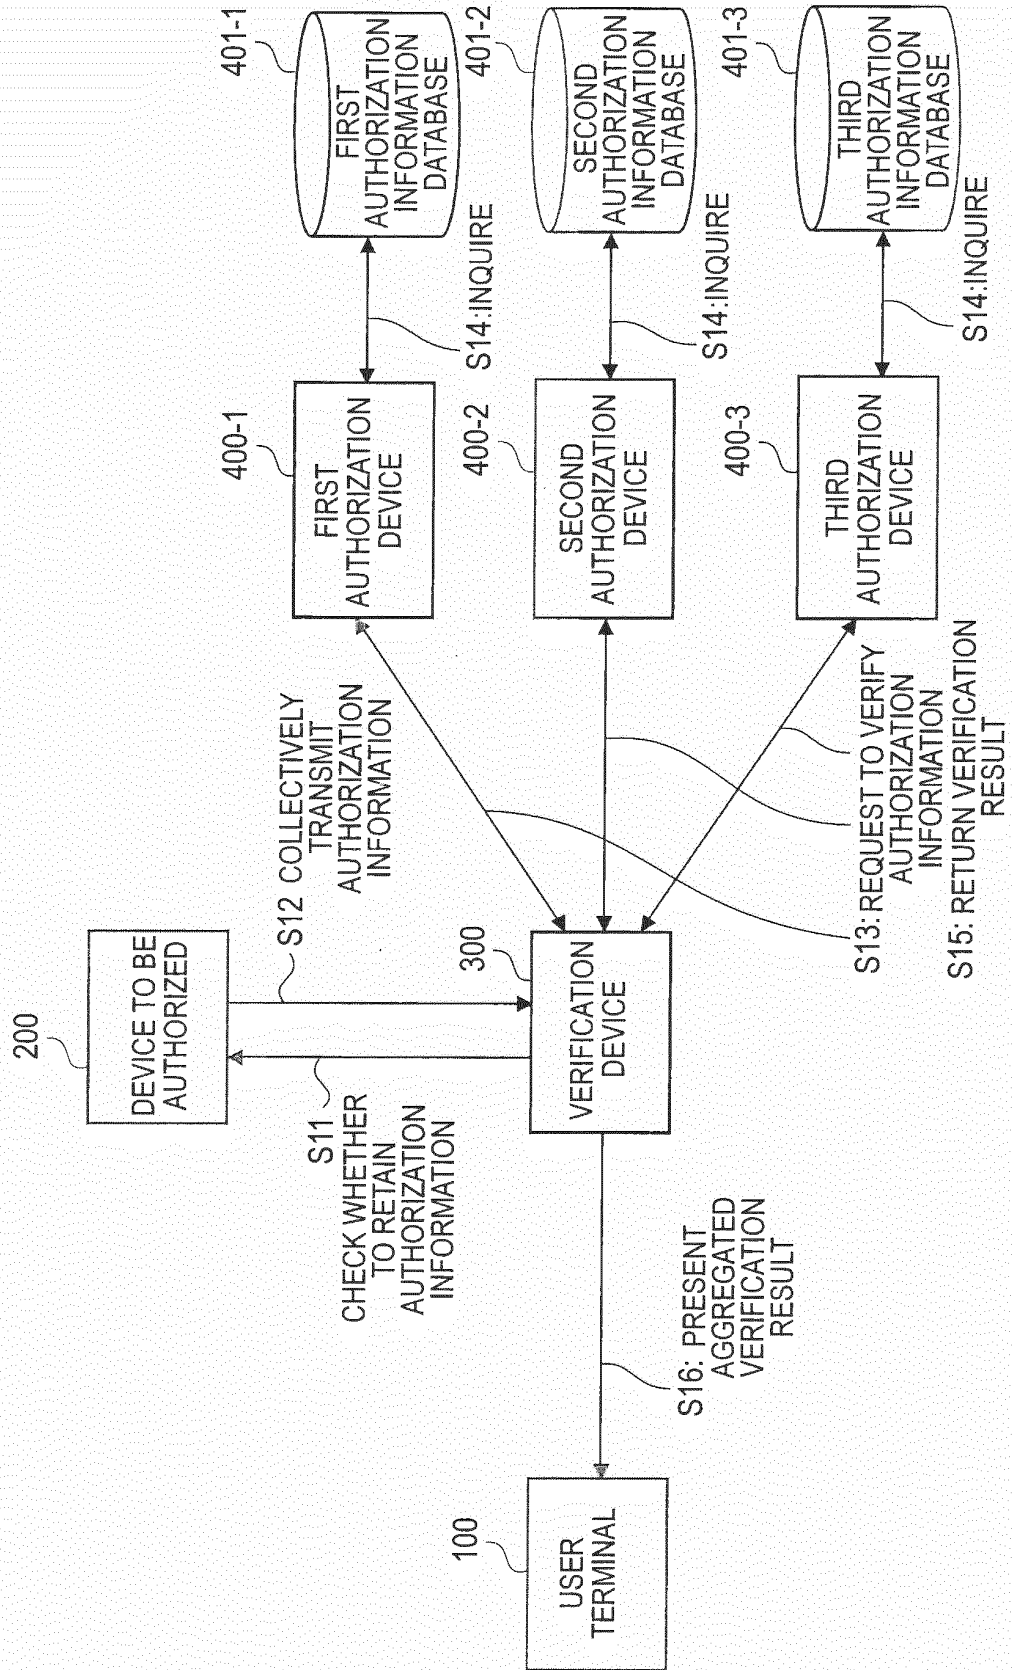 200
DEVICE TO BE
AUTHORIZED
S11
CHECK WHETHER
TO RETAIN
AUTHORIZATION
INFORMATION
S12 COLLECTIVELY
TRANSMIT
AUTHORIZATION
INFORMATION
400-1
FIRST
AUTHORIZATION
DEVICE
S14:INQUIRE
401-1
FIRST
AUTHORIZATION
INFORMATION
DATABASE
100
USER
TERMINAL
S16: PRESENT
AGGREGATED
VERIFICATION
RESULT
300
VERIFICATION
DEVICE
400-2
SECOND
AUTHORIZATION
DEVICE
S14:INQUIRE
401-2
SECOND
AUTHORIZATION
INFORMATION
DATABASE
S13: REQUEST TO VERIFY
AUTHORIZATION
INFORMATION
S15: RETURN VERIFICATION
RESULT
400-3
THIRD
AUTHORIZATION
DEVICE
S14:INQUIRE
401-3
THIRD
AUTHORIZATION
INFORMATION
DATABASE